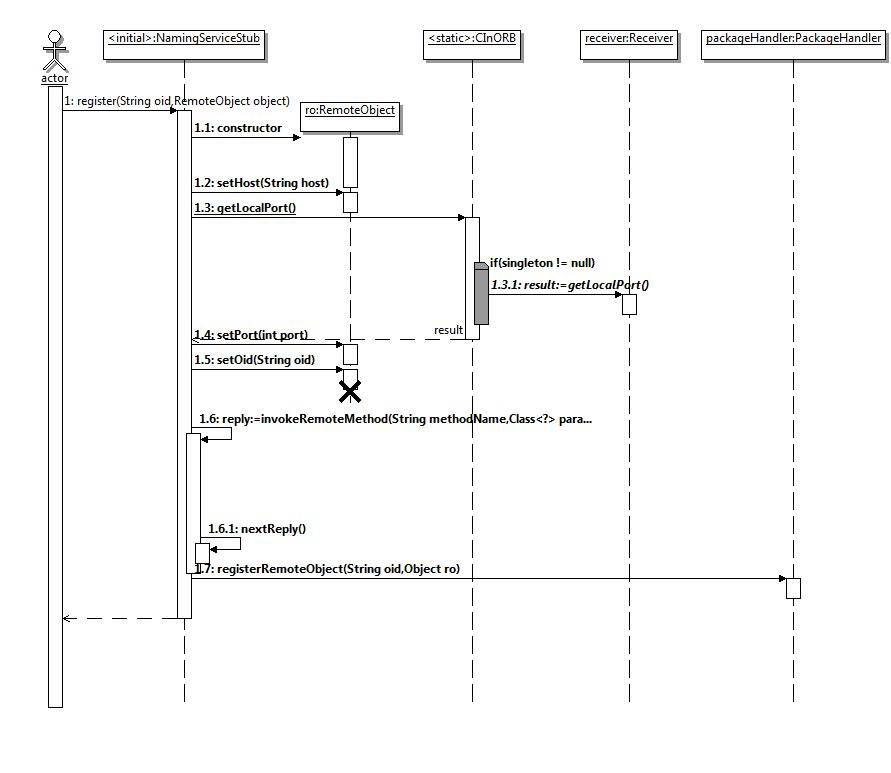 <initial>:NamingServiceStub
<static>:CInORB
receiver:Receiver
packageHandler:PackageHandler
actor
1: register(String oid,RemoteObject object)
ro:RemoteObject
1.1: constructor
1.2: setHost(String host)
1.3: getLocalPort()
if(singleton != null)
1.3.1: result:=getLocalPort()
result
1.4: setPort(int port)
1.5: setOid(String oid)
1.6: reply:=invokeRemoteMethod(String methodName,Class<?> para...
1.6.1: nextReply()
1.7: registerRemoteObject(String oid,Object ro)